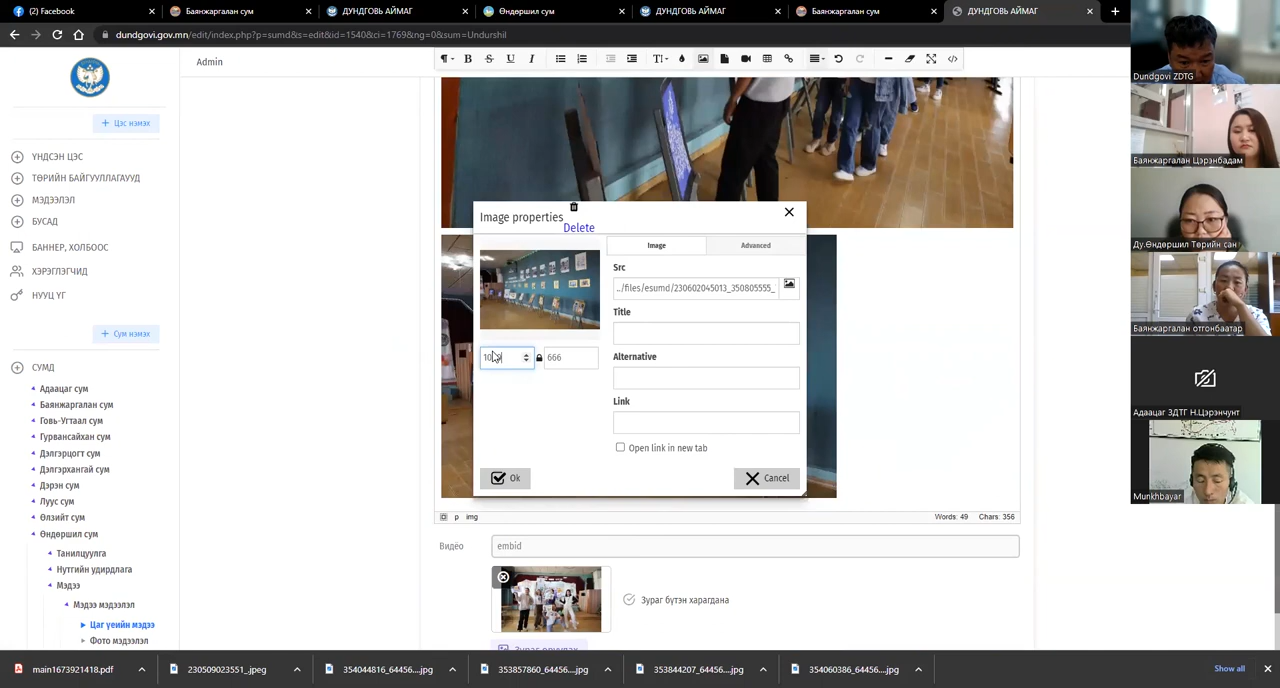 (2) Facebook
Баянжаргалан сум
ДУНДГОВЬ АЙМАГ
Өндөршил сум
ДУНДГОВЬ АЙМАГ
Баянжаргалан сум
ДУНДГОВЬ АЙМАГ
dundgovi.gov.mn/edit/index.php?p=sumd&s=edit&id=1540&ci=1769&ng=0&sum=Undurshil
Admin
+ Цэс нэмэх
ҮНДСЭН ЦЭС
ТӨРИЙН БАЙГУУЛЛАГАУУД
МЭДЭЭЛЭЛ
БУСАД
БАННЕР, ХОЛБООС
ХЭРЭГЛЭГЧИД
НУУЦ ҮГ
+ Сум нэмэх
СУМД
Адаацаг сум
Баянжаргалан сум
Говь-Угтаал сум
Гурвансайхан сум
Дэлгэрцогт сум
Дэлгэрхангай сум
Дэрэн сум
Луус сум
Өлзийт сум
Өндөршил сум
Танилцуулга
Нутгийн удирдлага
Мэдээ
Мэдээ мэдээлэл
Цаг үеийн мэдээ
Фото мэдээлэл
Image properties
Delete
Image
Advanced
Src
../files/esumd/230602045013_350805555_
Title
666
Alternative
Link
Open link in new tab
Ok
Cancel
p img
Words: 49 Chars: 356
Видёо
embid
Зураг бүтэн харагдана
Dundgovi ZDTG
Баянжаргалан Цэрэнбадам
Ду.Өндөршил Төрийн сан
Баянжаргалан отгонбаатар
Адаацаг ЗДТГ Н.Цэрэнчунт
Munkhbayar
main1673921418.pdf
230509023551_.jpeg
354044816_64456....jpg
353857860_64456....jpg
353844207_64456....jpg
354060386_64456....jpg
Show all